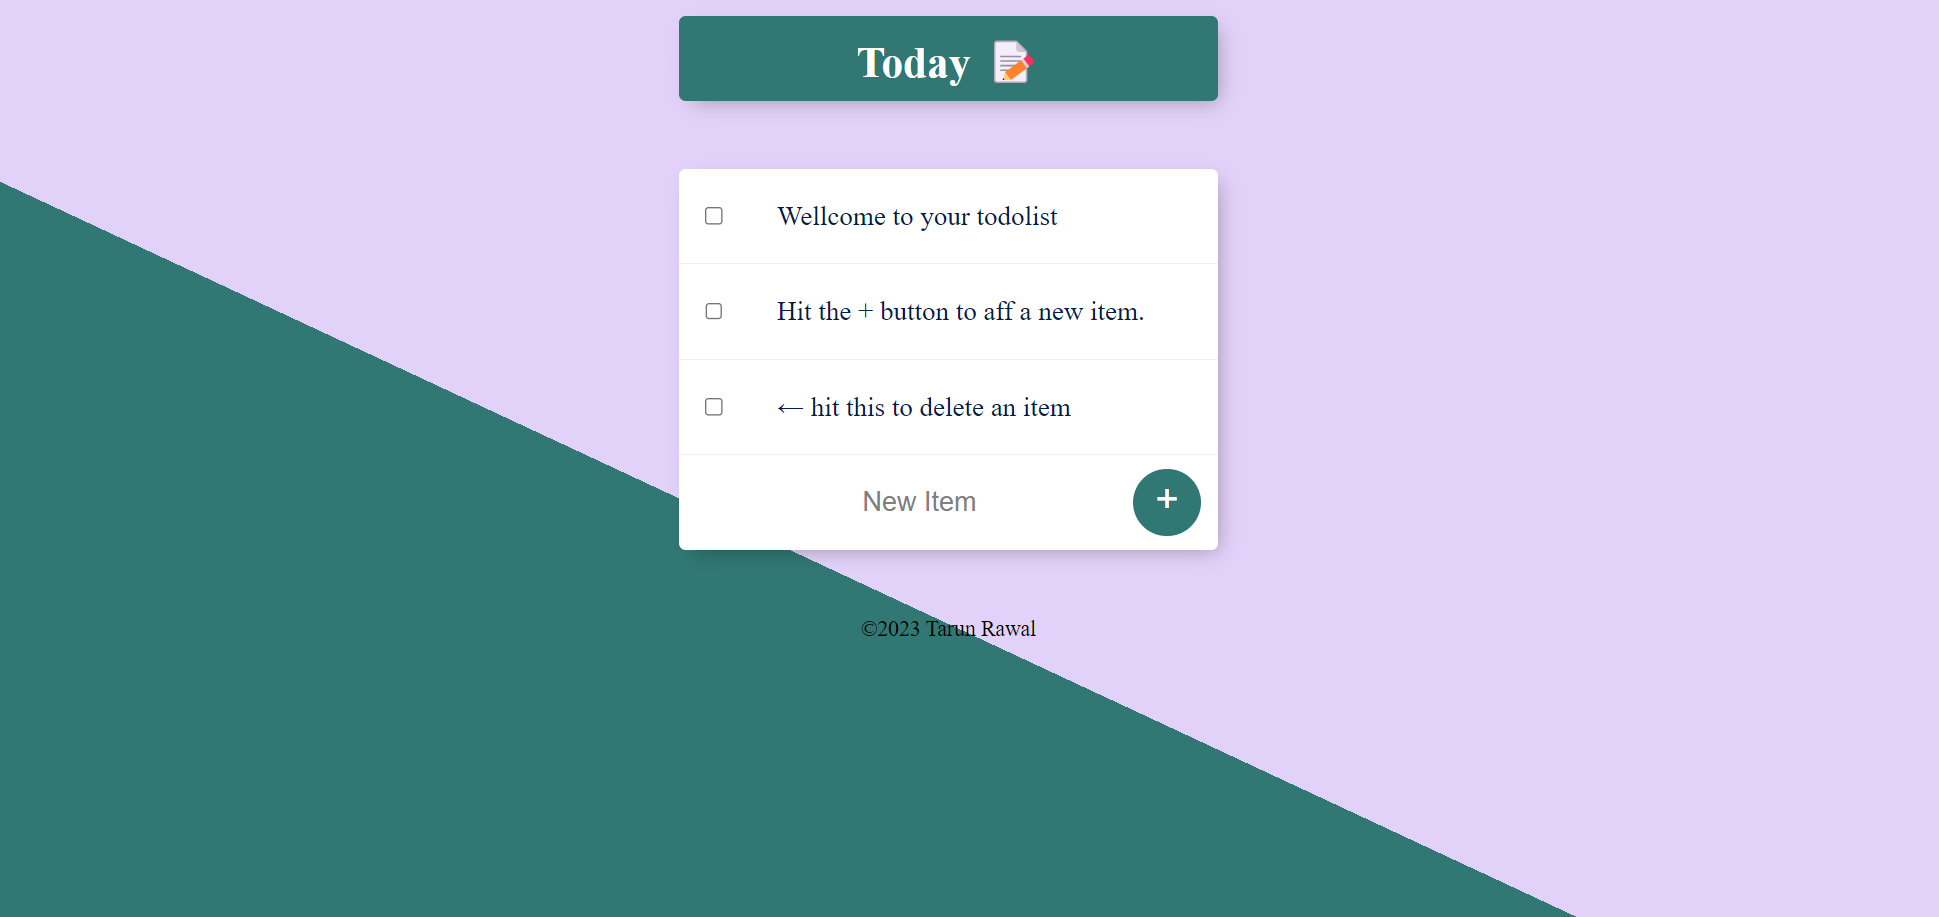 Today 📝
Wellcome to your todolist
Hit the + button to aff a new item.
← hit this to delete an item
New Item
+
©2023 Tarun Rawal